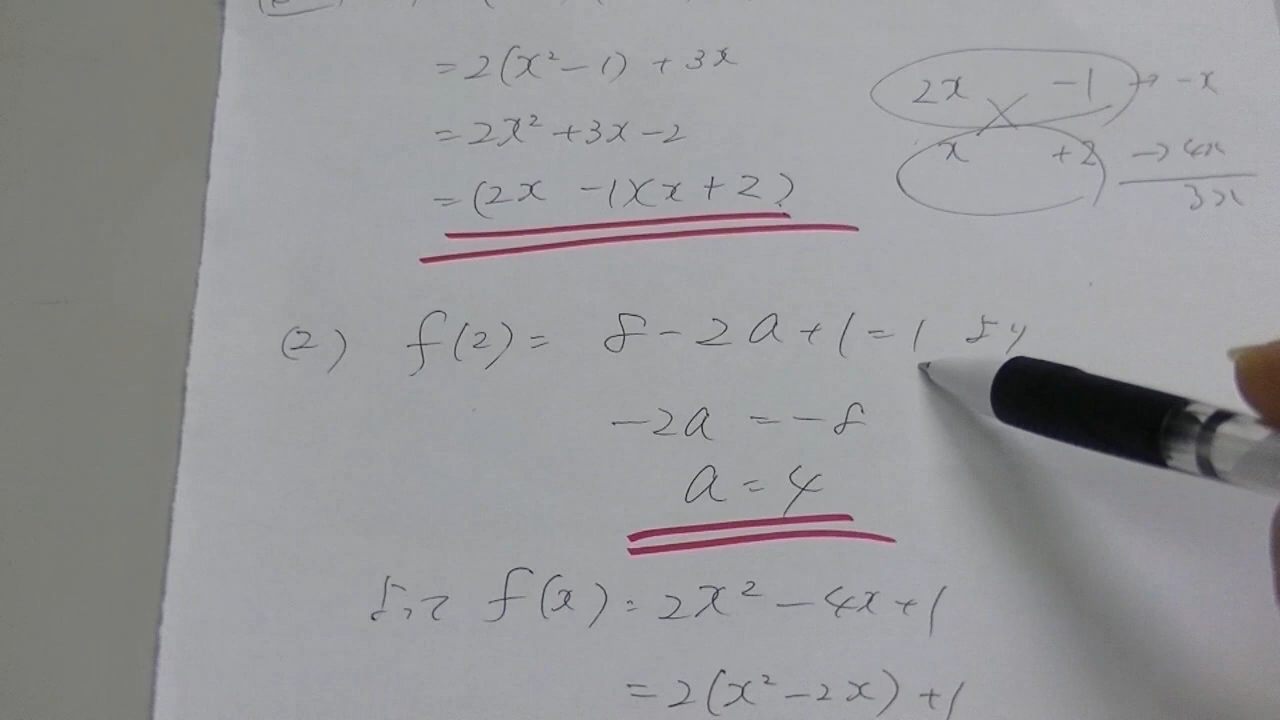 =2(x²-1)+3x
=2x²+3x-2
=(2x -1)(x+2)
2x -1 → -x
x +2 → 4x
3x
(2) f(2)= 8-2a+1=1 より
-2a =-8
a=4
よって f(x)=2x²-4x+1
=2(x²-2x)+1